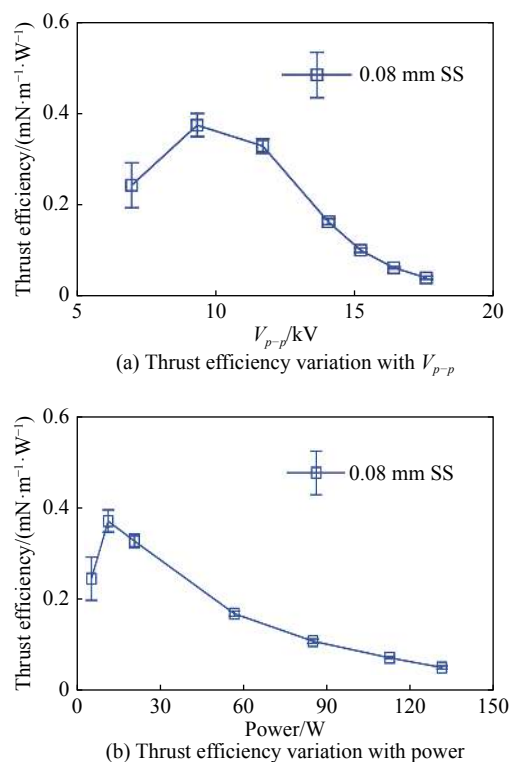 0.6
0.08 mm SS
0.4
0.2
0
Thrust efficiency/(mN·m⁻¹·W⁻¹)
5
10
15
20
Vₚ₋ₚ/kV
(a) Thrust efficiency variation with Vₚ₋ₚ
0.6
0.08 mm SS
0.4
0.2
0
Thrust efficiency/(mN·m⁻¹·W⁻¹)
0
30
60
90
120
150
Power/W
(b) Thrust efficiency variation with power